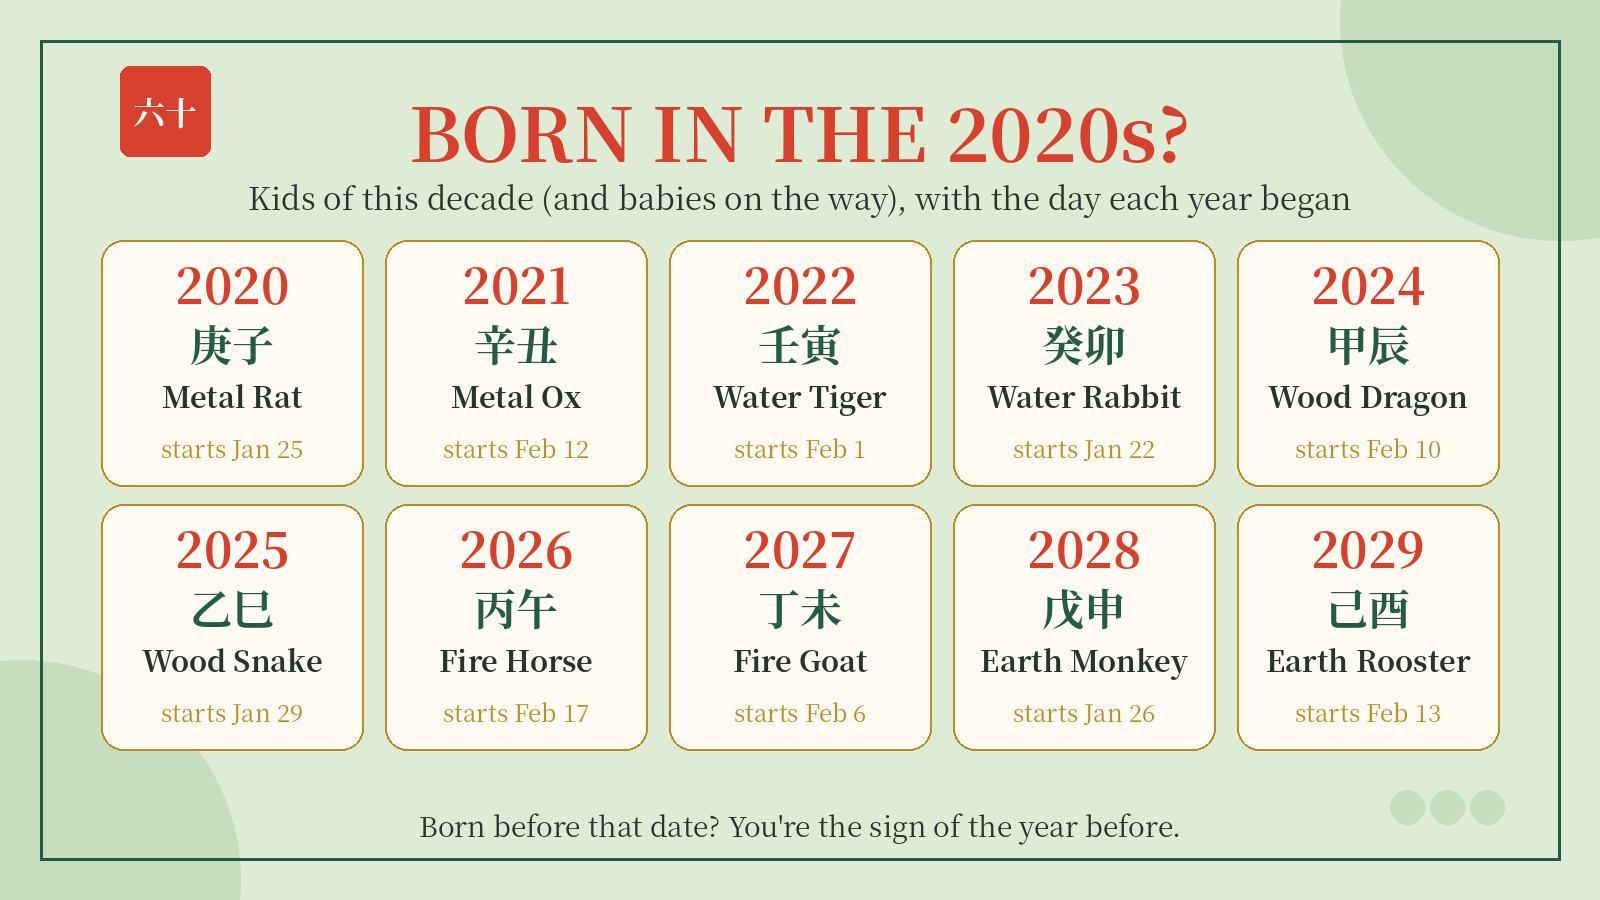 六十
BORN IN THE 2020s?
Kids of this decade (and babies on the way), with the day each year began
2020
庚子
Metal Rat
starts Jan 25
2021
辛丑
Metal Ox
starts Feb 12
2022
壬寅
Water Tiger
starts Feb 1
2023
癸卯
Water Rabbit
starts Jan 22
2024
甲辰
Wood Dragon
starts Feb 10
2025
乙巳
Wood Snake
starts Jan 29
2026
丙午
Fire Horse
starts Feb 17
2027
丁未
Fire Goat
starts Feb 6
2028
戊申
Earth Monkey
starts Jan 26
2029
己酉
Earth Rooster
starts Feb 13
Born before that date? You're the sign of the year before.